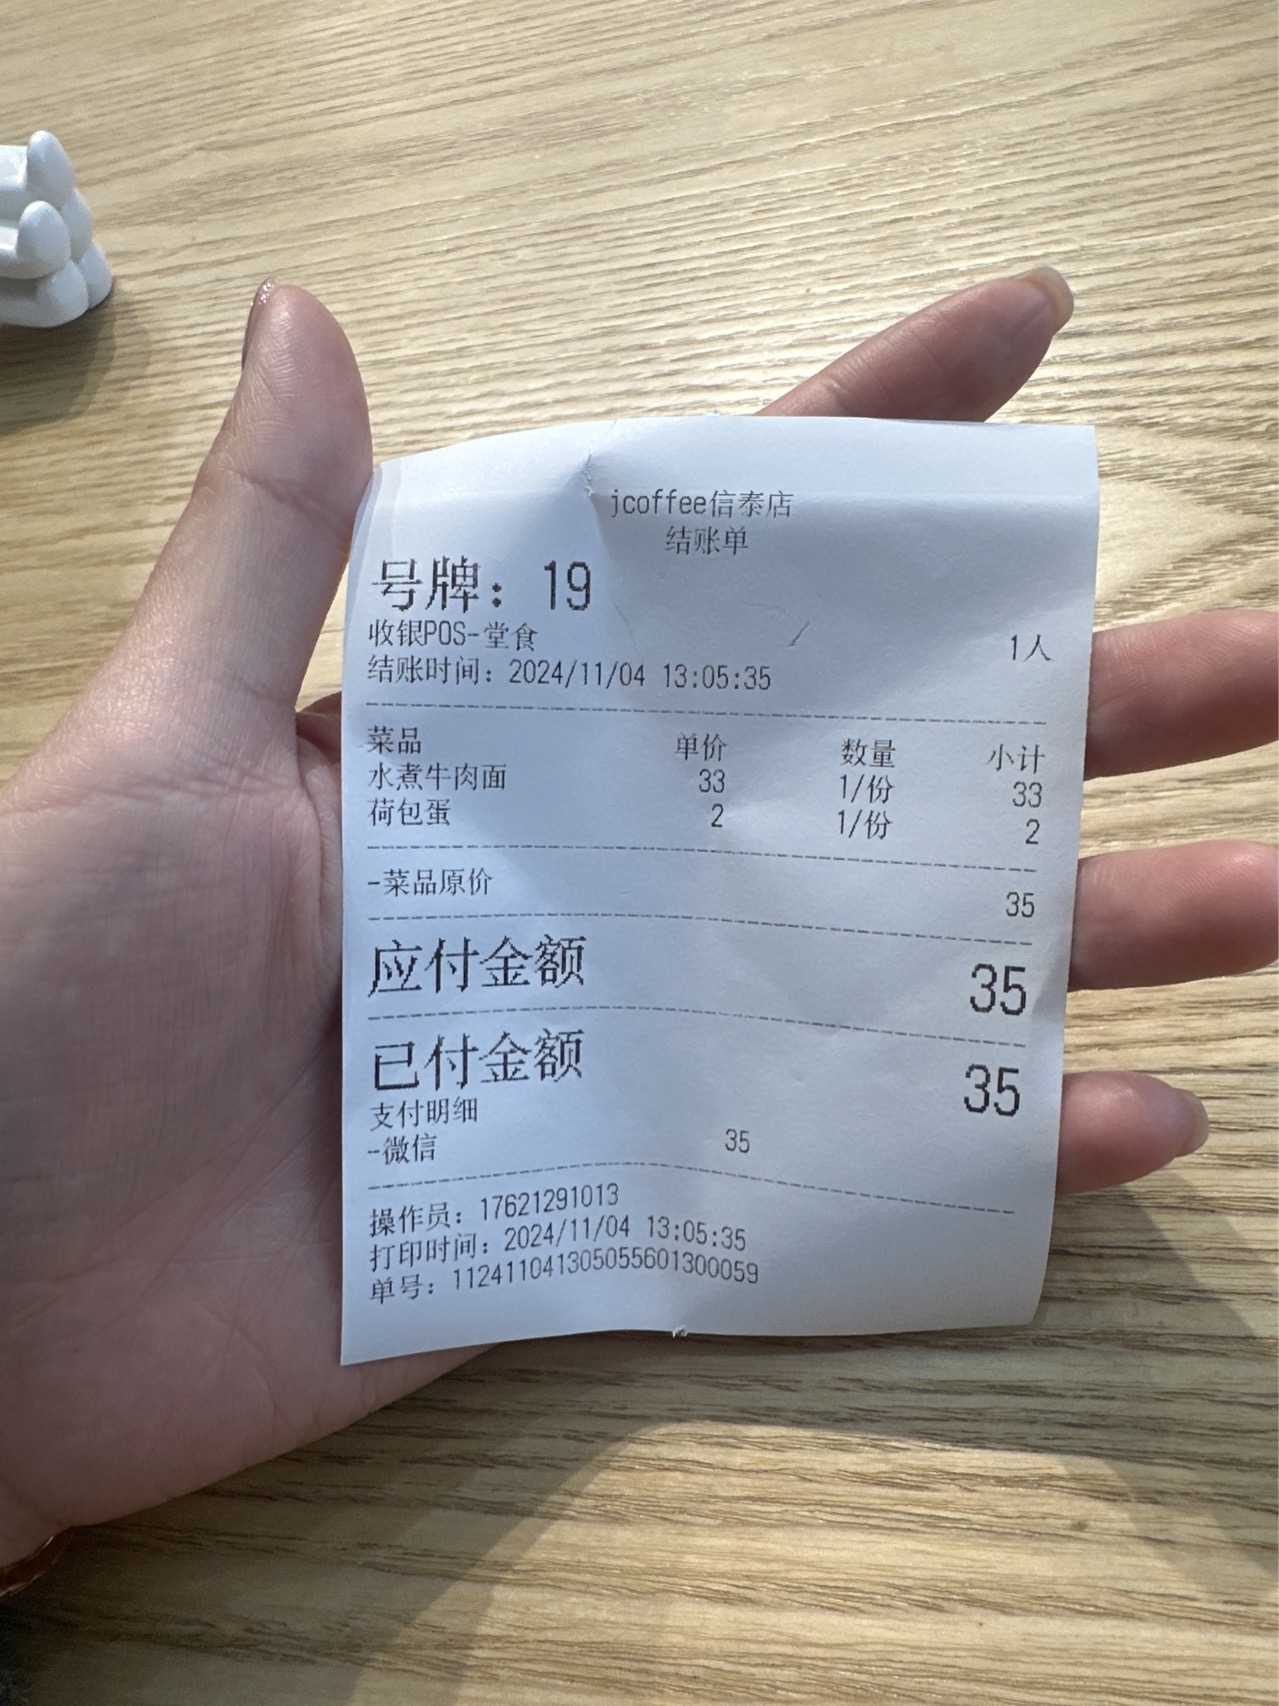 jcoffee信泰店
结账单
号牌：19
收银POS-堂食 1人
结账时间：2024/11/04 13:05:35
菜品 单价 数量 小计
水煮牛肉面 33 1/份 33
荷包蛋 2 1/份 2
-菜品原价 35
应付金额 35
已付金额 35
支付明细
-微信 35
操作员：17621291013
打印时间：2024/11/04 13:05:35
单号：112411041305055601300059